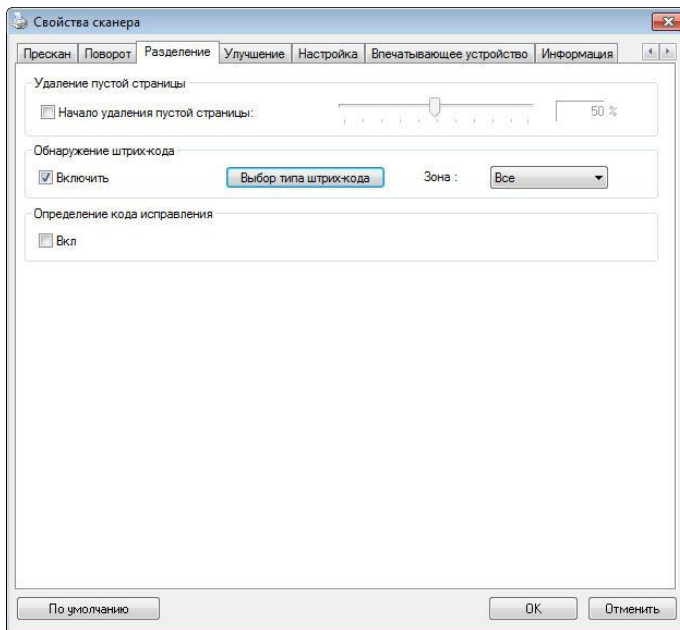 Свойства сканера
Прескан Поворот Разделение Улучшение Настройка Впечатывающее устройство Информация
Удаление пустой страницы
Начало удаления пустой страницы: 50 %
Обнаружение штрих-кода
Включить Выбор типа штрих-кода Зона : Все
Определение кода исправления
Вкл
По умолчанию OK Отменить